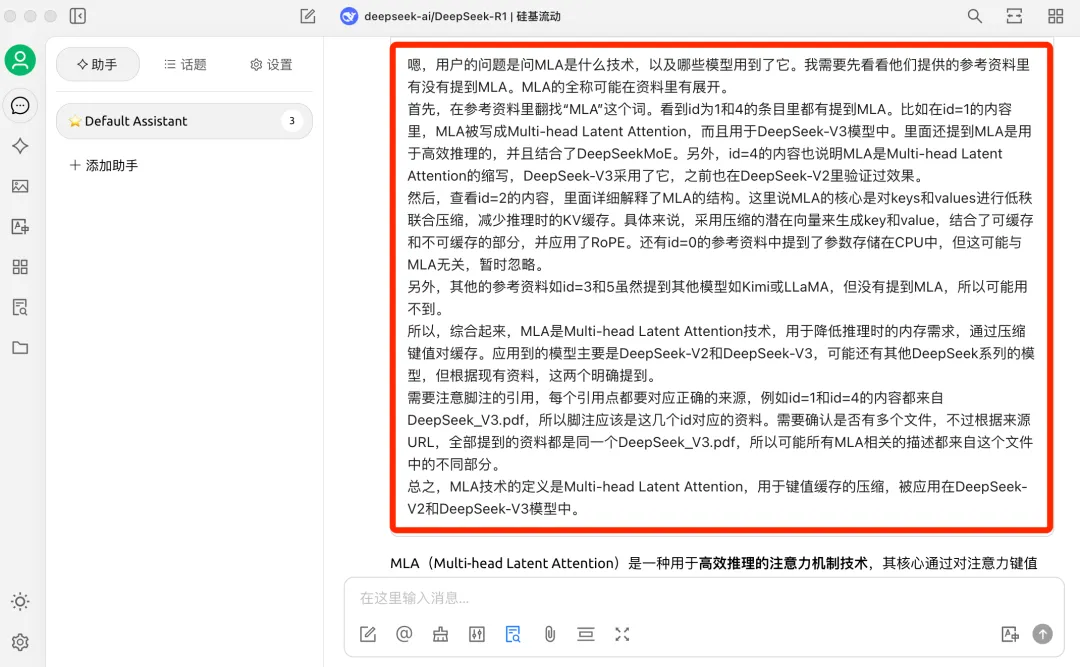 deepseek-ai/DeepSeek-R1 | 硅基流动
助手
话题
设置
Default Assistant
3
添加助手
嗯，用户的问题是问MLA是什么技术，以及哪些模型用到了它。我需要先看看他们提供的参考资料里
有没有提到MLA。MLA的全称可能在资料里有展开。
首先，在参考资料里翻找“MLA”这个词。看到id为1和4的条目里都有提到MLA。比如在id=1的内容
里，MLA被写成Multi-head Latent Attention，而且用于DeepSeek-V3模型中。里面还提到MLA是用
于高效推理的，并且结合了DeepSeekMoE。另外，id=4的内容也说明MLA是Multi-head Latent
Attention的缩写，DeepSeek-V3采用了它，之前也在DeepSeek-V2里验证过效果。
然后，查看id=2的内容，里面详细解释了MLA的结构。这里说MLA的核心是对keys和values进行低秩
联合压缩，减少推理时的KV缓存。具体来说，采用压缩的潜在向量来生成key和value，结合了可缓存
和不可缓存的部分，并应用了RoPE。还有id=0的参考资料中提到了参数存储在CPU中，但这可能与
MLA无关，暂时忽略。
另外，其他的参考资料如id=3和5虽然提到其他模型如Kimi或LLaMA，但没有提到MLA，所以可能用
不到。
所以，综合起来，MLA是Multi-head Latent Attention技术，用于降低推理时的内存需求，通过压缩
键值对缓存。应用到的模型主要是DeepSeek-V2和DeepSeek-V3，可能还有其他DeepSeek系列的模
型，但根据现有资料，这两个明确提到。
需要注意脚注的引用，每个引用点都要对应正确的来源，例如id=1和id=4的内容都来自
DeepSeek_V3.pdf，所以脚注应该是这几个id对应的资料。需要确认是否有多个文件，不过根据来源
URL，全部提到的资料都是同一个DeepSeek_V3.pdf，所以可能所有MLA相关的描述都来自这个文件
中的不同部分。
总之，MLA技术的定义是Multi-head Latent Attention，用于键值缓存的压缩，被应用在DeepSeek-
V2和DeepSeek-V3模型中。
MLA（Multi-head Latent Attention）是一种用于高效推理的注意力机制技术，其核心通过对注意力键值
在这里输入消息...